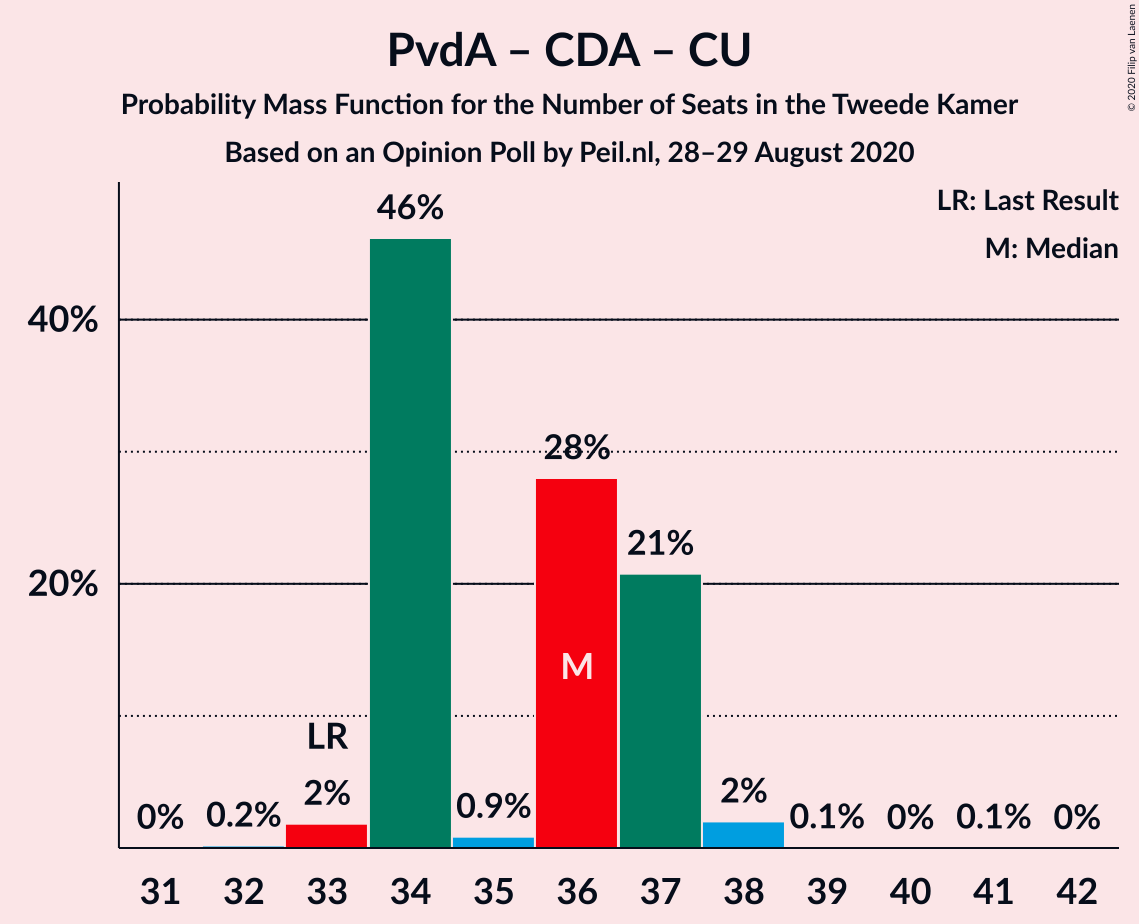 PvdA – CDA – CU
Probability Mass Function for the Number of Seats in the Tweede Kamer
Based on an Opinion Poll by Peil.nl, 28–29 August 2020
© 2020 Filip van Laenen
LR: Last Result
M: Median
46%
40%
28%
21%
20%
M
LR
0% 0.2% 2% 0.9% 2% 0.1% 0% 0.1% 0%
31 32 33 34 35 36 37 38 39 40 41 42